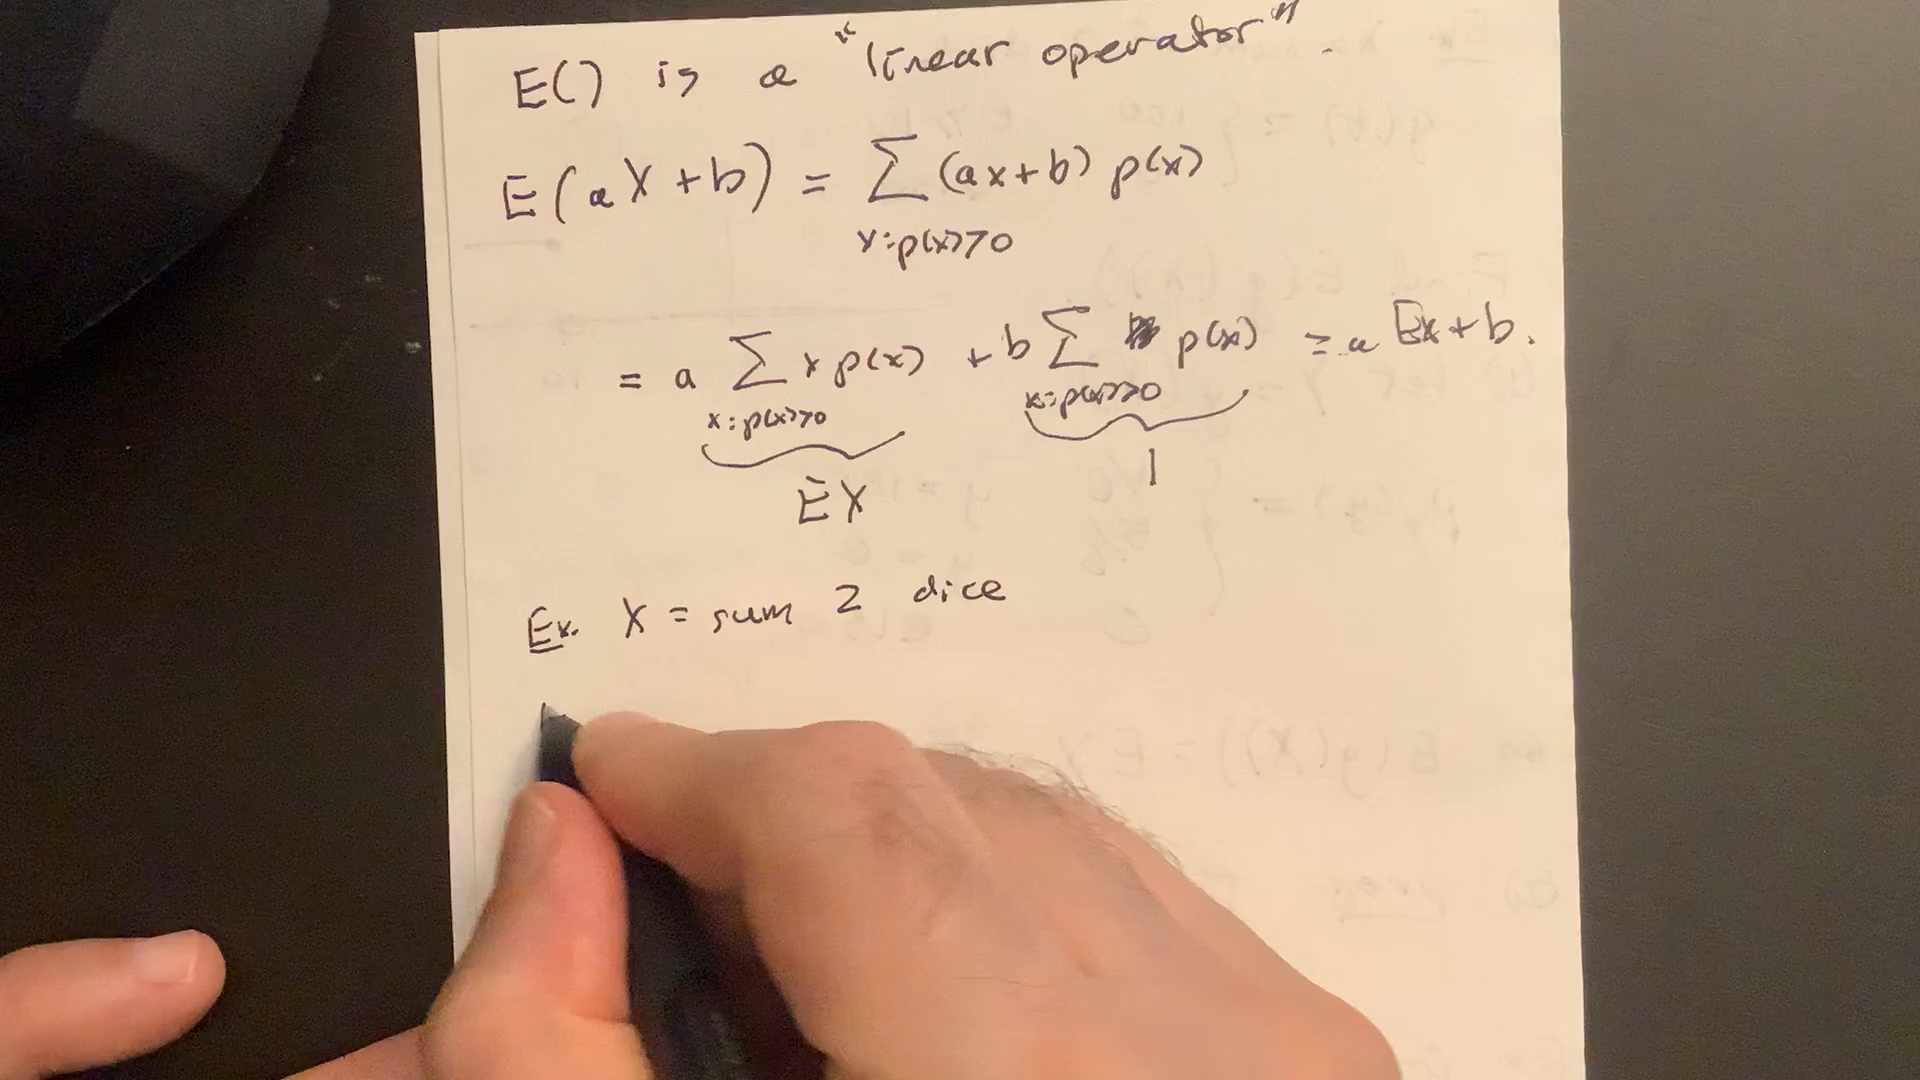 E() is a "linear operator".
E(aX+b) = ∑ (ax+b) p(x)
x:p(x)>0
= a ∑ x p(x) + b ∑ p(x) = a EX + b.
x:p(x)>0 x:p(x)>0
EX 1
Ex. X = sum 2 dice